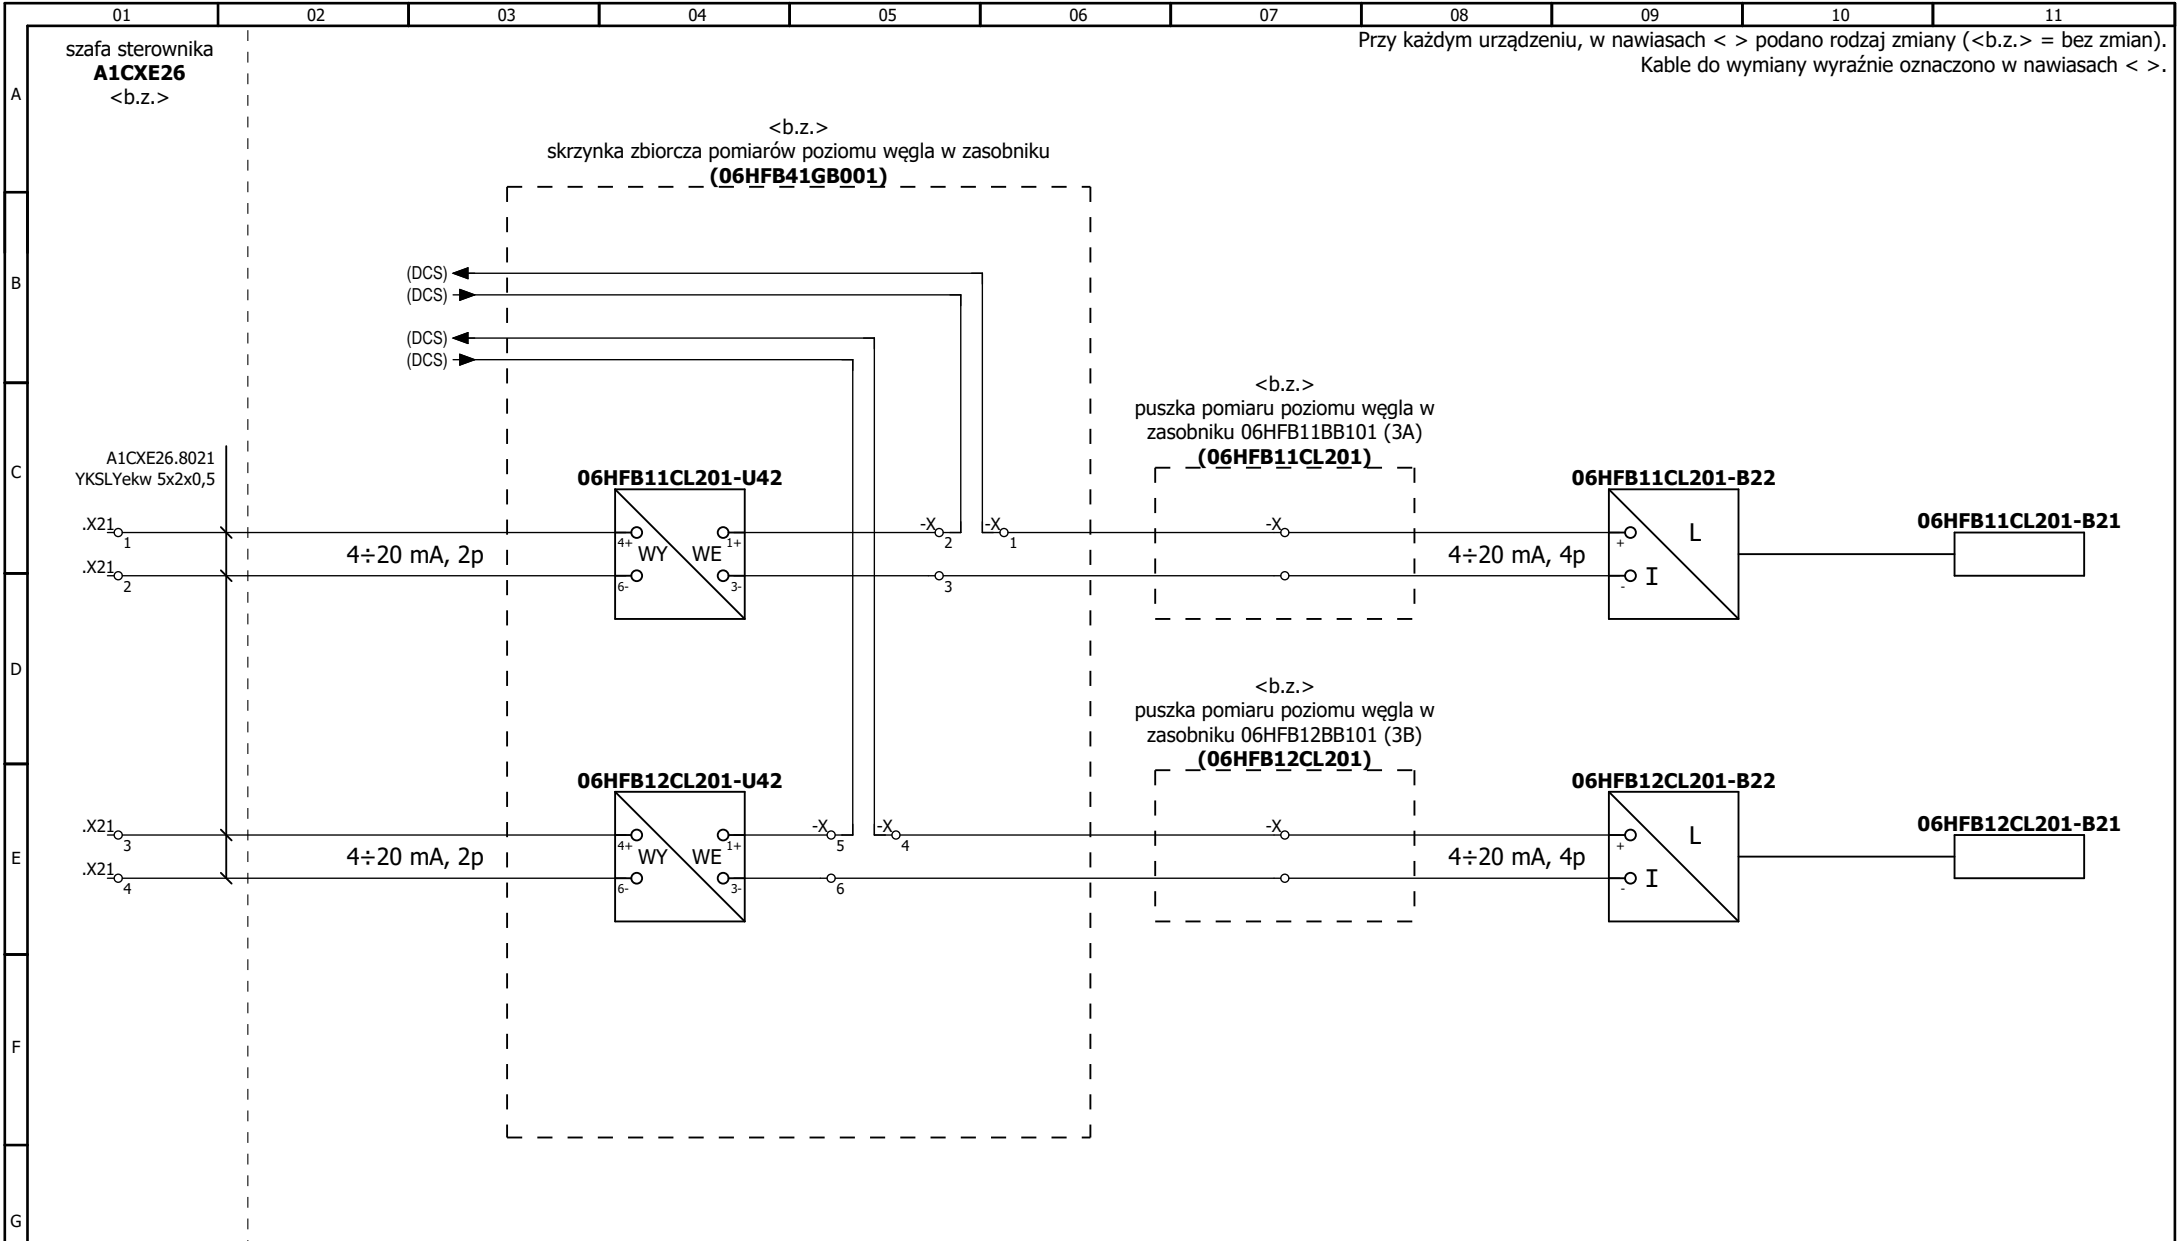 01 02 03 04 05 06 07 08 09 10 11
szafa sterownika
A1CXE26
<b.z.>
Przy każdym urządzeniu, w nawiasach < > podano rodzaj zmiany (<b.z.> = bez zmian).
Kable do wymiany wyraźnie oznaczono w nawiasach < >.
A
<b.z.>
skrzynka zbiorcza pomiarów poziomu węgla w zasobniku
(06HFB41GB001)
B
(DCS)
(DCS)
(DCS)
(DCS)
<b.z.>
puszka pomiaru poziomu węgla w
zasobniku 06HFB11BB101 (3A)
(06HFB11CL201)
C
A1CXE26.8021
YKSLYekw 5x2x0,5
06HFB11CL201-U42
06HFB11CL201-B22
06HFB11CL201-B21
.X21 1
4+ WY WE 1+
-X 2
-X 1
-X
+ L
4÷20 mA, 2p
4÷20 mA, 4p
.X21 2
6- 3-
3
- I
D
<b.z.>
puszka pomiaru poziomu węgla w
zasobniku 06HFB12BB101 (3B)
(06HFB12CL201)
06HFB12CL201-U42
06HFB12CL201-B22
06HFB12CL201-B21
E
.X21 3
4+ WY WE 1+
-X 5
-X 4
-X
+ L
4÷20 mA, 2p
4÷20 mA, 4p
.X21 4
6- 3-
6
- I
F
G